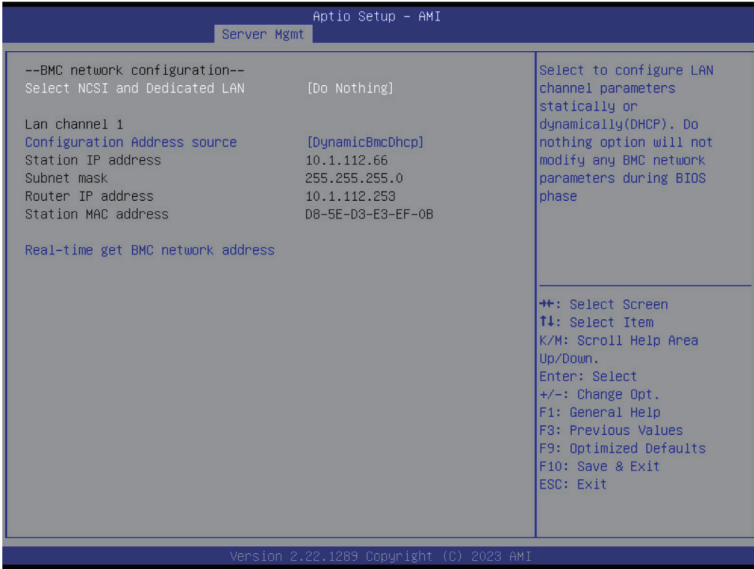 Aptio Setup – AMI
Server Mgmt
--BMC network configuration--
Select NCSI and Dedicated LAN [Do Nothing]
Lan channel 1
Configuration Address source [DynamicBmcDhcp]
Station IP address 10.1.112.66
Subnet mask 255.255.255.0
Router IP address 10.1.112.253
Station MAC address D8-5E-D3-E3-EF-0B
Real-time get BMC network address
Select to configure LAN
channel parameters
statically or
dynamically(DHCP). Do
nothing option will not
modify any BMC network
parameters during BIOS
phase
→←: Select Screen
↑↓: Select Item
K/M: Scroll Help Area
Up/Down.
Enter: Select
+/-: Change Opt.
F1: General Help
F3: Previous Values
F9: Optimized Defaults
F10: Save & Exit
ESC: Exit
Version 2.22.1289 Copyright (C) 2023 AMI